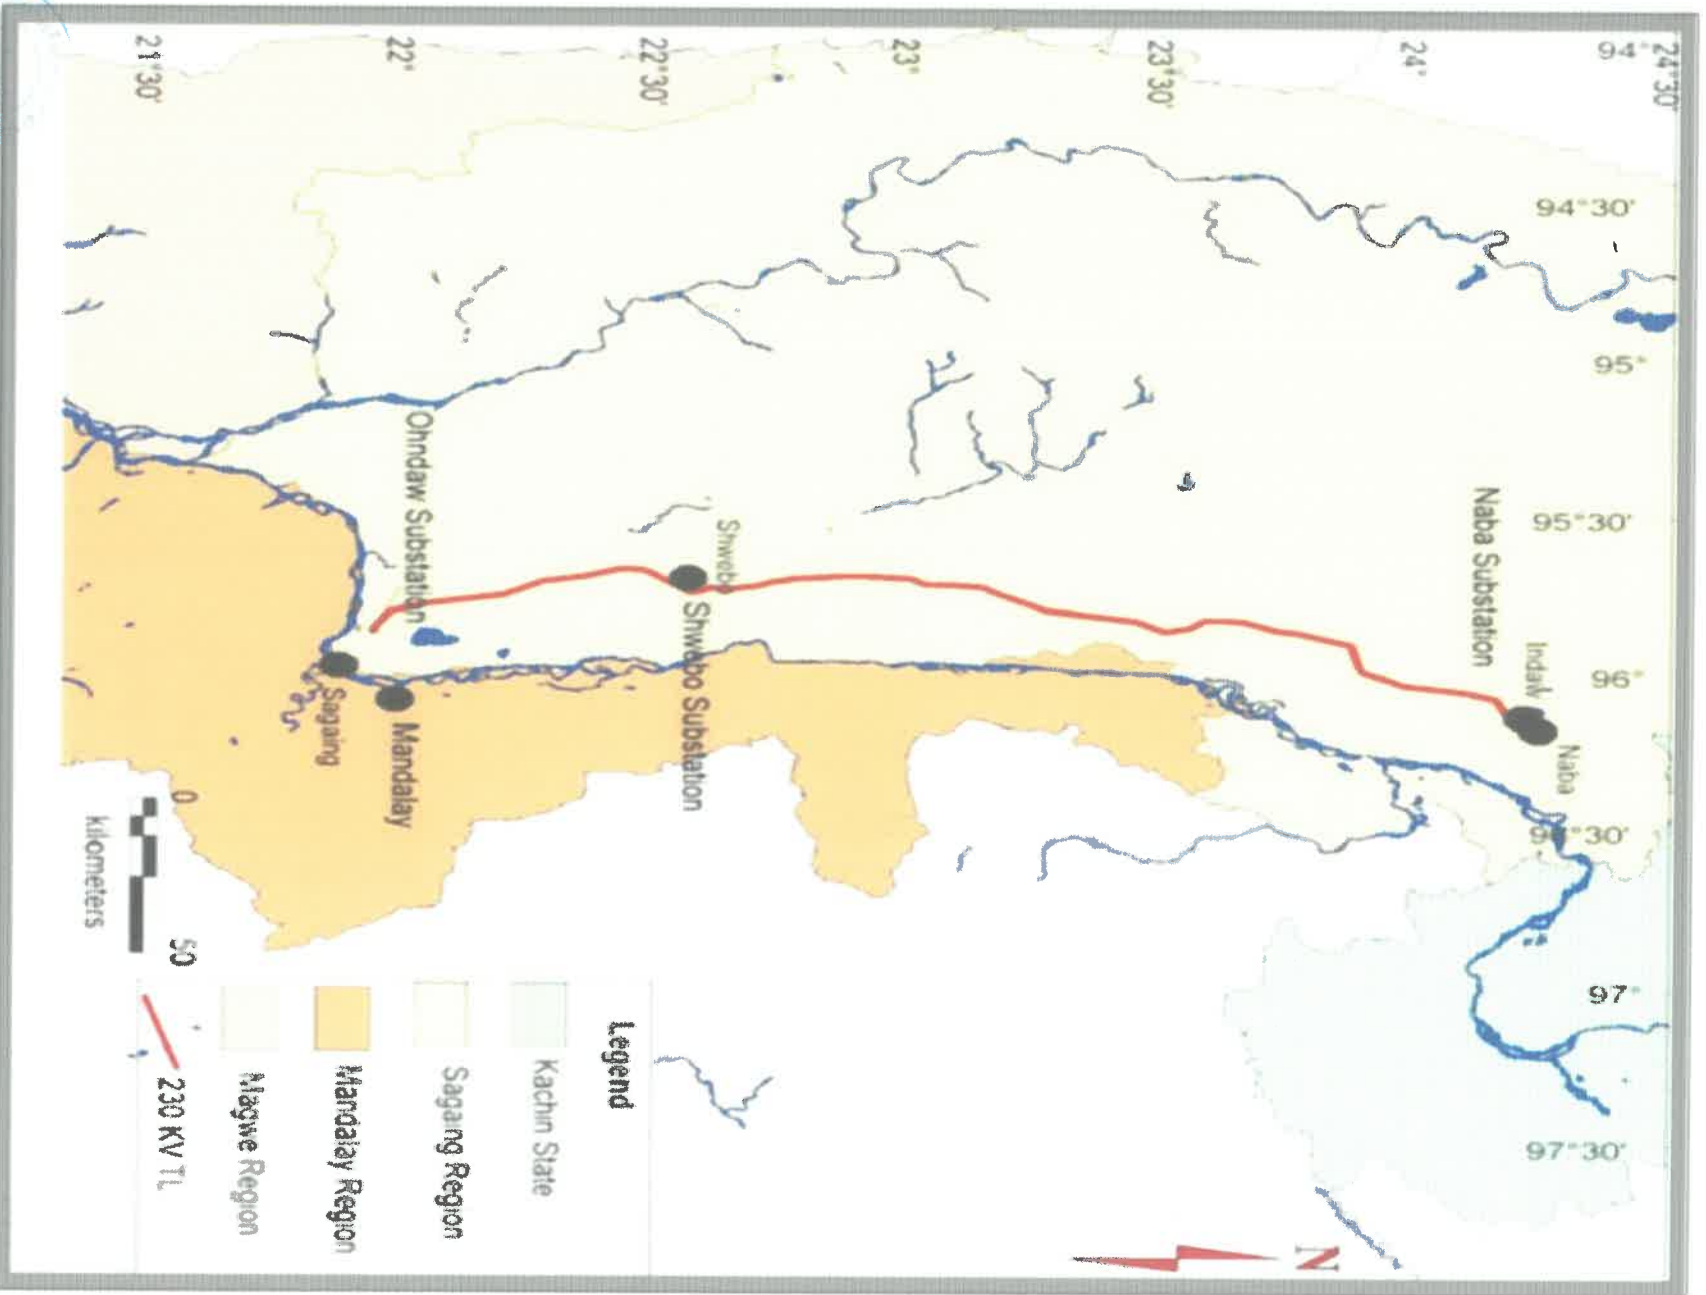 94°
94°30'
95°
95°30'
96°
96°30'
97°
97°30'
24°30'
24°
23°30'
23°
22°30'
22°
21°30'
N
Naba
Indaw
Naba Substation
Shwebo
Shwebo Substation
Ohndaw Substation
Mandalay
Sagaing
Legend
Kachin State
Sagaing Region
Mandalay Region
Magwe Region
230 KV TL
0 50
kilometers